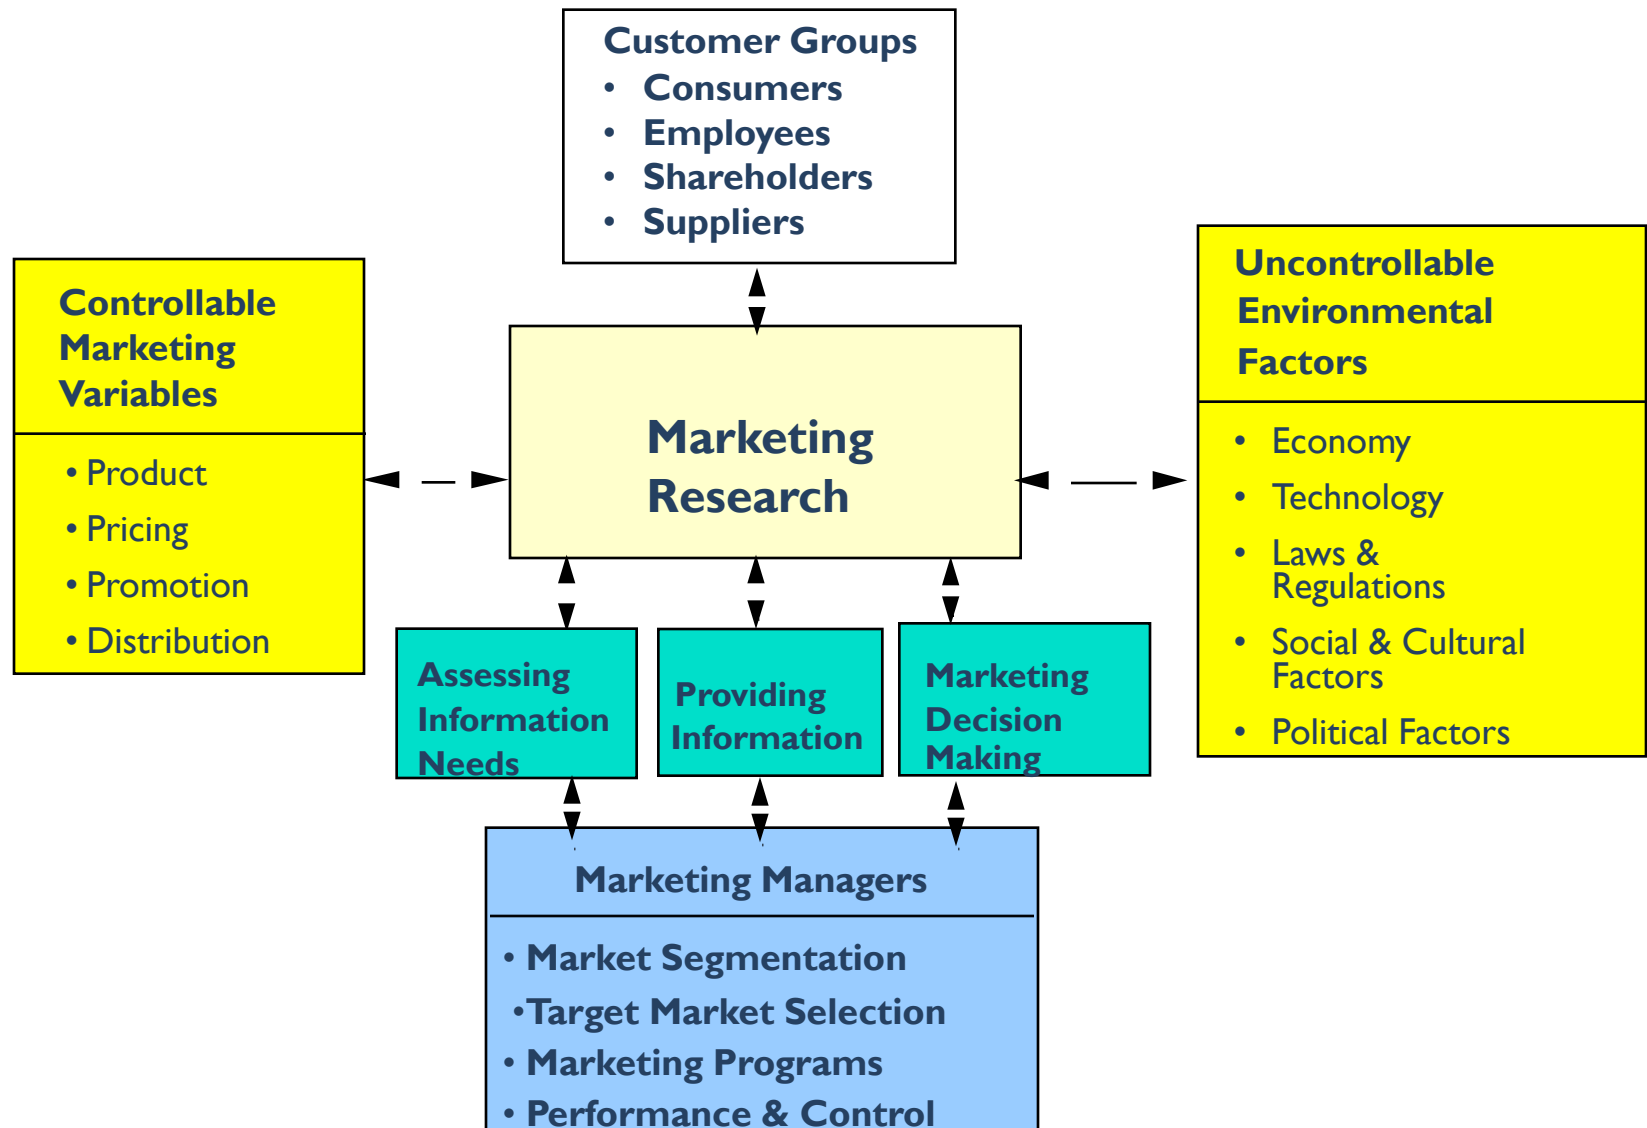 Customer Groups
• Consumers
• Employees
• Shareholders
• Suppliers
Controllable
Marketing
Variables
• Product
• Pricing
• Promotion
• Distribution
Marketing
Research
Uncontrollable
Environmental
Factors
• Economy
• Technology
• Laws &
Regulations
• Social & Cultural
Factors
• Political Factors
Assessing
Information
Needs
Providing
Information
Marketing
Decision
Making
Marketing Managers
• Market Segmentation
•Target Market Selection
• Marketing Programs
• Performance & Control